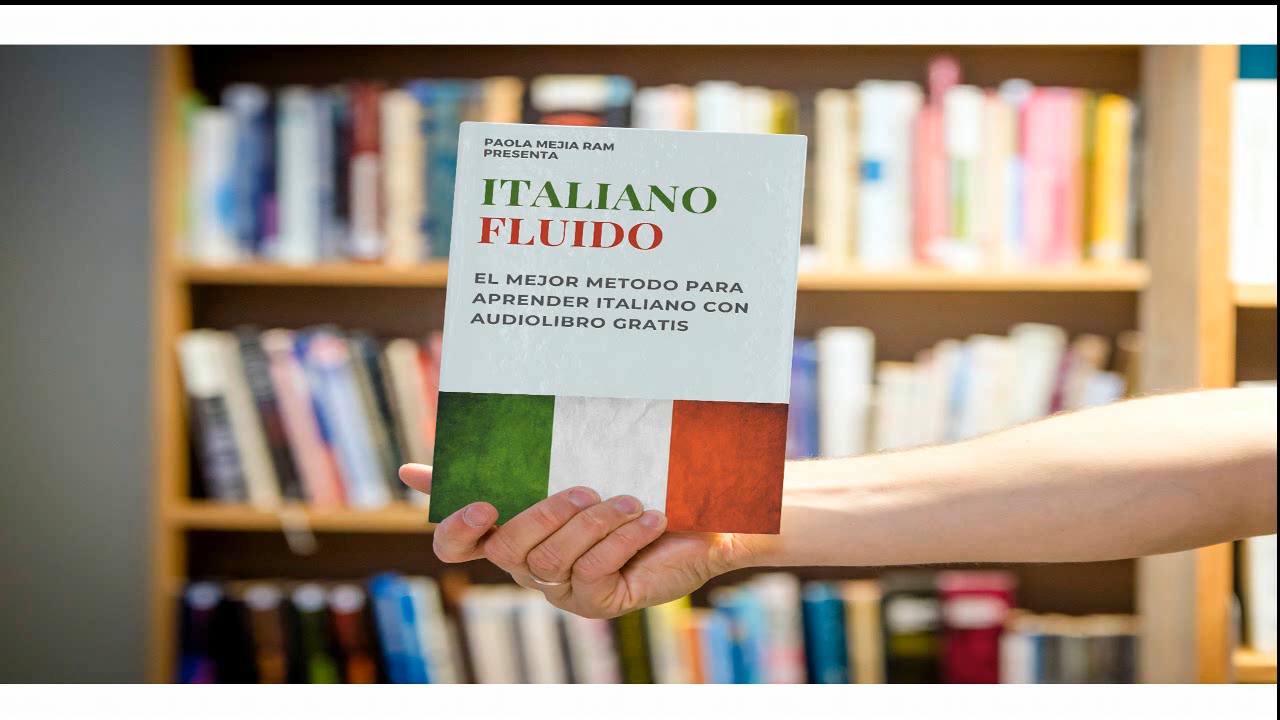 PAOLA MEJIA RAM
PRESENTA
ITALIANO
FLUIDO
EL MEJOR METODO PARA
APRENDER ITALIANO CON
AUDIOLIBRO GRATIS